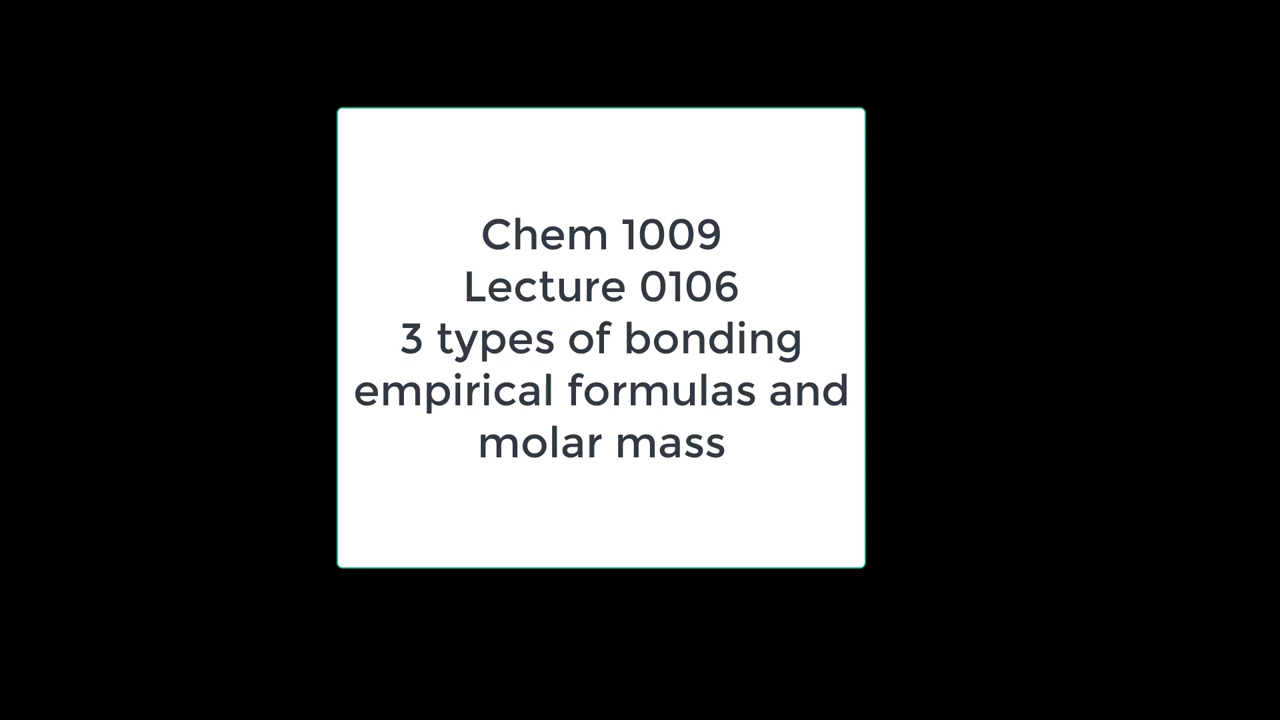 Chem 1009
Lecture 0106
3 types of bonding
empirical formulas and
molar mass